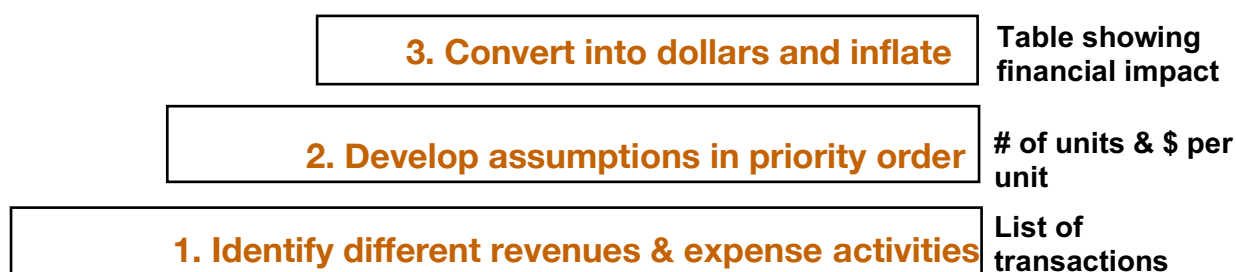 3. Convert into dollars and inflate
Table showing
financial impact
2. Develop assumptions in priority order
# of units & $ per
unit
1. Identify different revenues & expense activities
List of
transactions